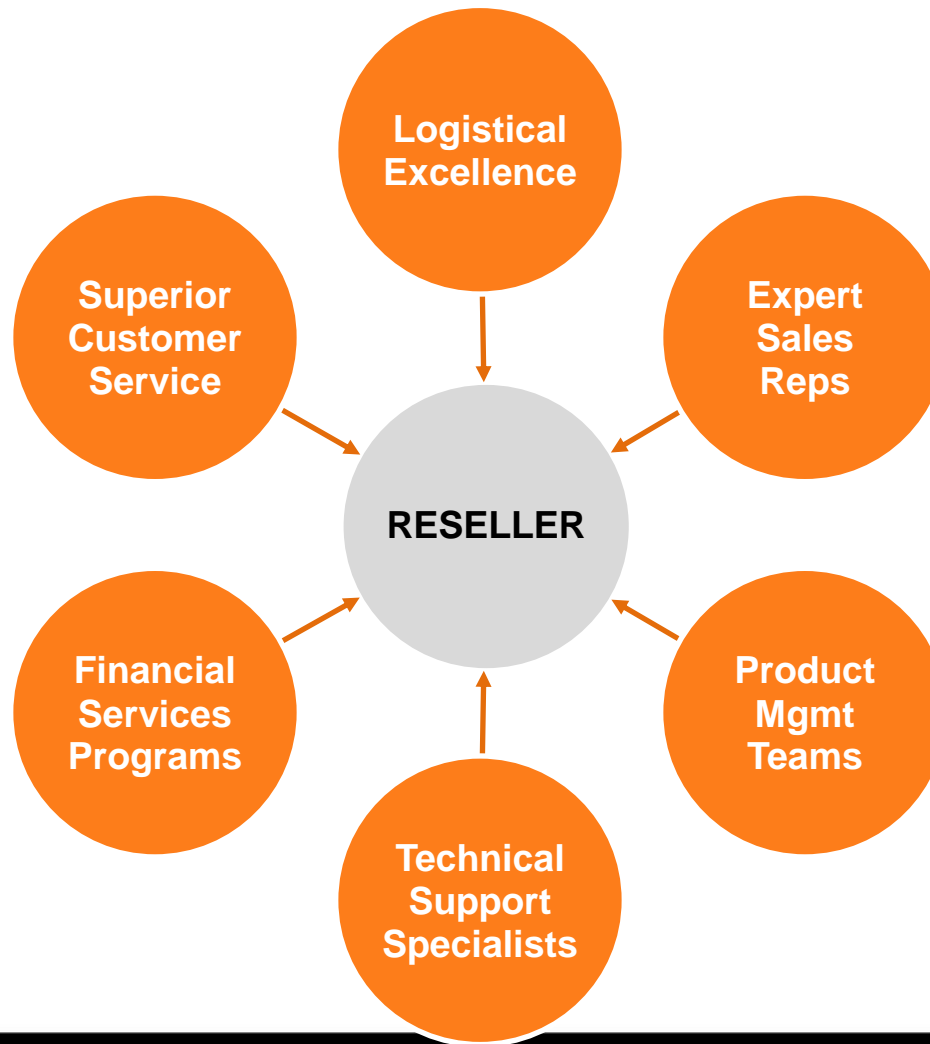 Logistical
Excellence
Superior
Customer
Service
Expert
Sales
Reps
RESELLER
Financial
Services
Programs
Product
Mgmt
Teams
Technical
Support
Specialists